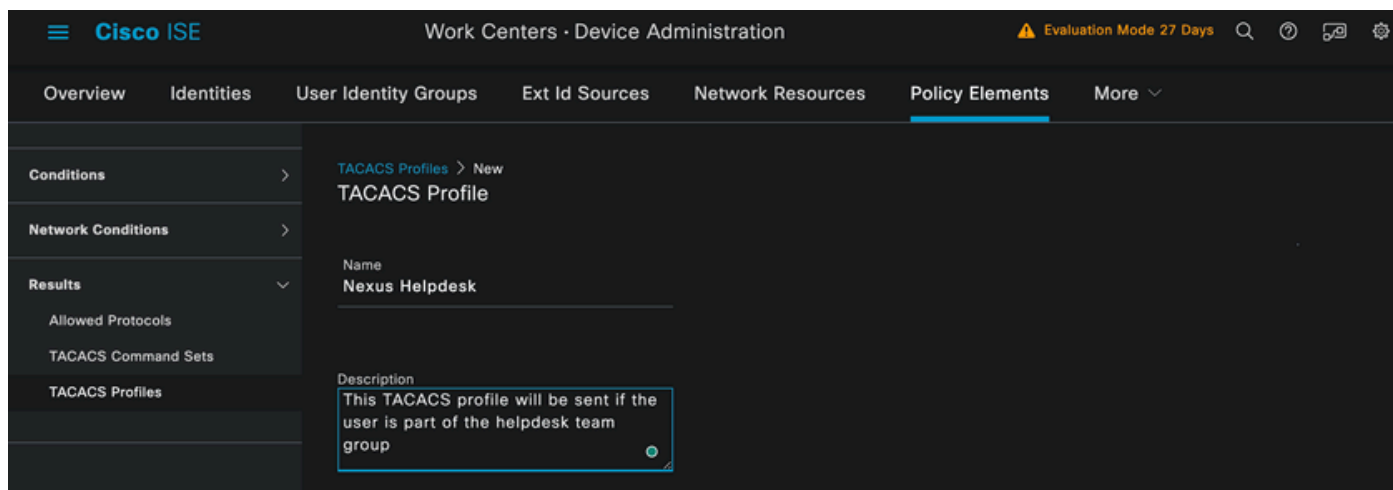 Cisco ISE
Work Centers · Device Administration
Evaluation Mode 27 Days
Overview
Identities
User Identity Groups
Ext Id Sources
Network Resources
Policy Elements
More
Conditions
Network Conditions
Results
Allowed Protocols
TACACS Command Sets
TACACS Profiles
TACACS Profiles > New
TACACS Profile
Name
Nexus Helpdesk
Description
This TACACS profile will be sent if the
user is part of the helpdesk team
group